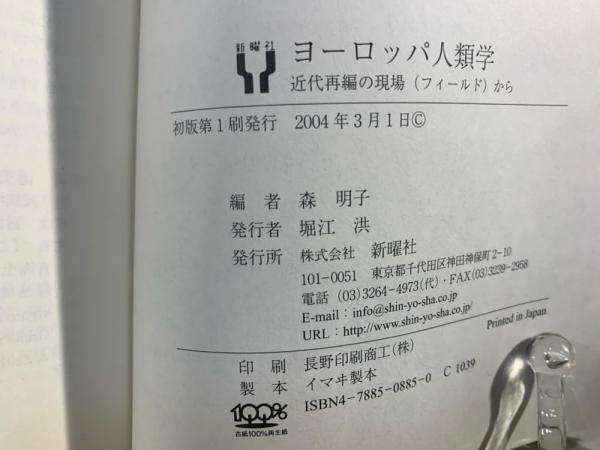 新曜社
ヨーロッパ人類学
近代再編の現場（フィールド）から
初版第1刷発行 2004年3月1日©
編 者 森 明子
発行者 堀江 洪
発行所 株式会社 新曜社
101-0051 東京都千代田区神田神保町2-10
電話 (03)3264-4973(代)・FAX(03)3239-2958
E-mail：info@shin-yo-sha.co.jp
URL：http://www.shin-yo-sha.co.jp/
Printed in Japan
印 刷 長野印刷商工(株)
製 本 イマヰ製本
ISBN4-7885-0885-0 C 1039
100%
古紙100%再生紙